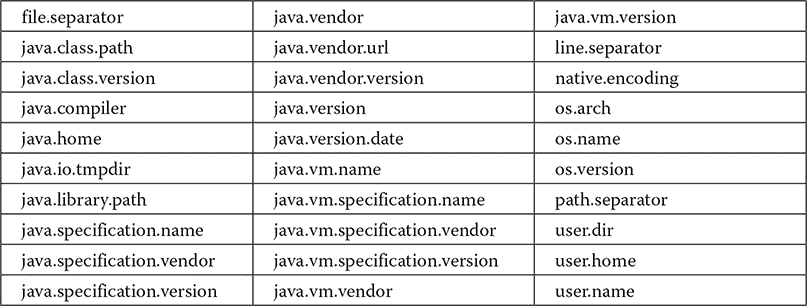 file.separator java.vendor java.vm.version
java.class.path java.vendor.url line.separator
java.class.version java.vendor.version native.encoding
java.compiler java.version os.arch
java.home java.version.date os.name
java.io.tmpdir java.vm.name os.version
java.library.path java.vm.specification.name path.separator
java.specification.name java.vm.specification.vendor user.dir
java.specification.vendor java.vm.specification.version user.home
java.specification.version java.vm.vendor user.name